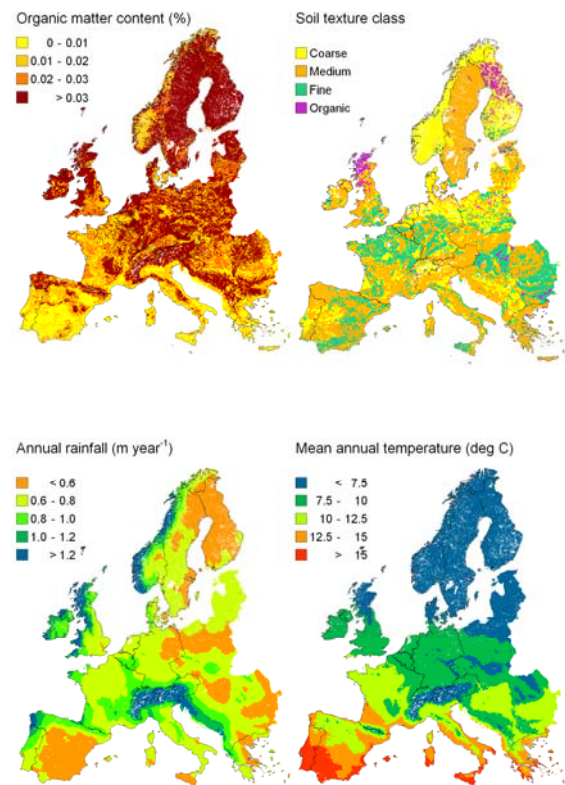 Organic matter content (%)
0 - 0.01
0.01 - 0.02
0.02 - 0.03
> 0.03
Soil texture class
Coarse
Medium
Fine
Organic
Annual rainfall (m year⁻¹)
< 0.6
0.6 - 0.8
0.8 - 1.0
1.0 - 1.2
> 1.2
Mean annual temperature (deg C)
< 7.5
7.5 - 10
10 - 12.5
12.5 - 15
> 15